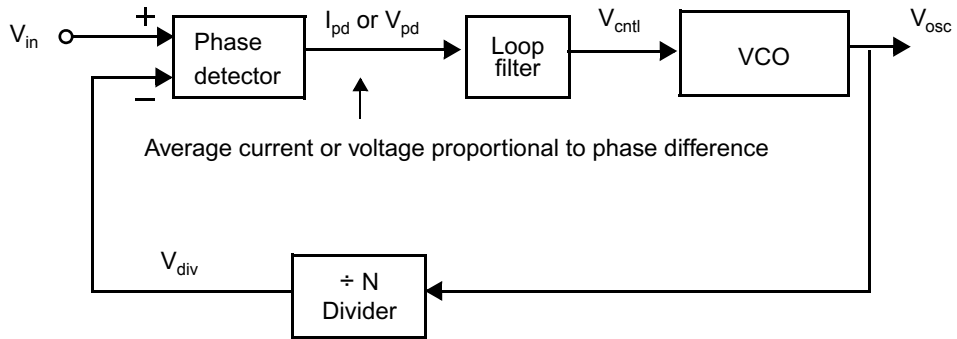 V_in
+
−
Phase
detector
I_pd or V_pd
Loop
filter
V_cntl
VCO
V_osc
Average current or voltage proportional to phase difference
V_div
÷ N
Divider